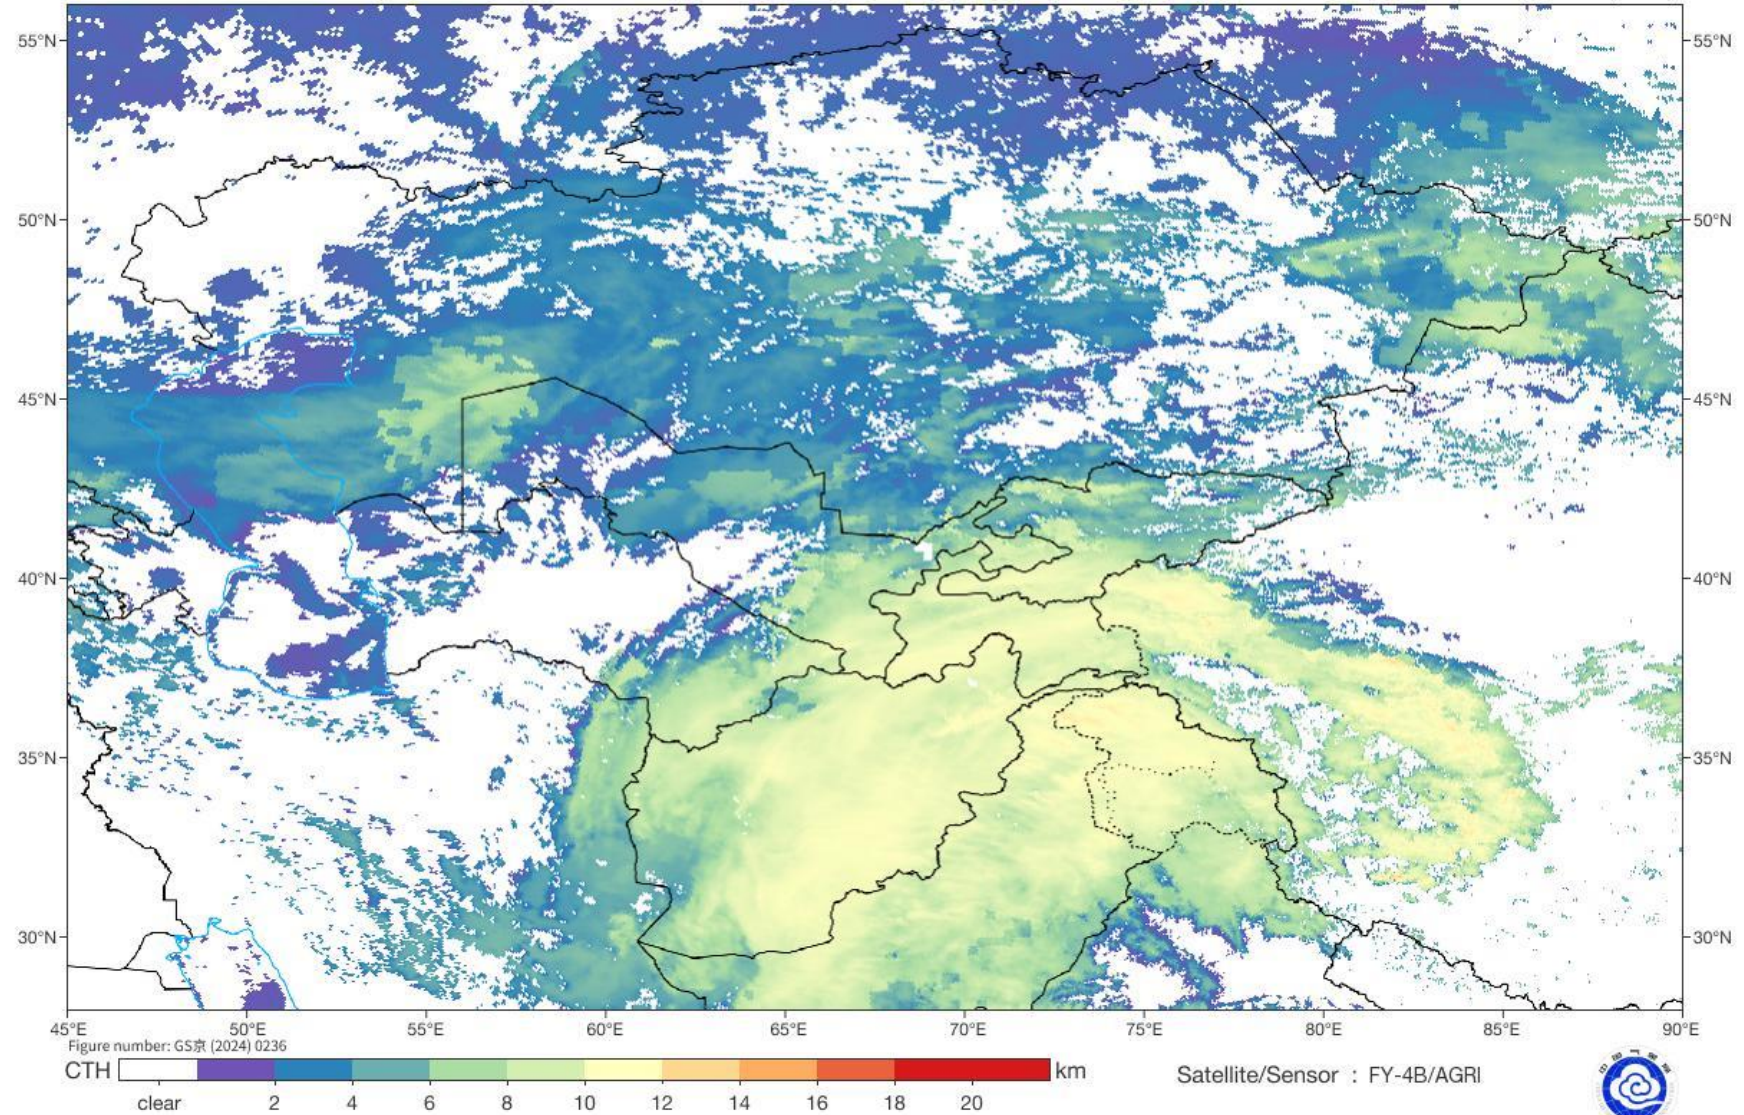 55°N 55°N
50°N 50°N
45°N 45°N
40°N 40°N
35°N 35°N
30°N 30°N
45°E 50°E 55°E 60°E 65°E 70°E 75°E 80°E 85°E 90°E
Figure number: GS京 (2024) 0236
CTH km Satellite/Sensor : FY-4B/AGRI
clear 2 4 6 8 10 12 14 16 18 20